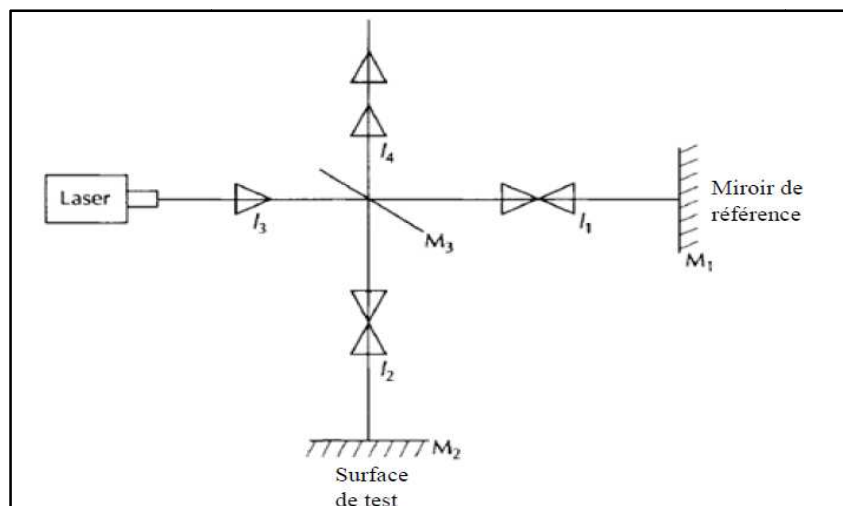 I₄
Laser
I₃
M₃
I₁
Miroir de
référence
M₁
I₂
M₂
Surface
de test